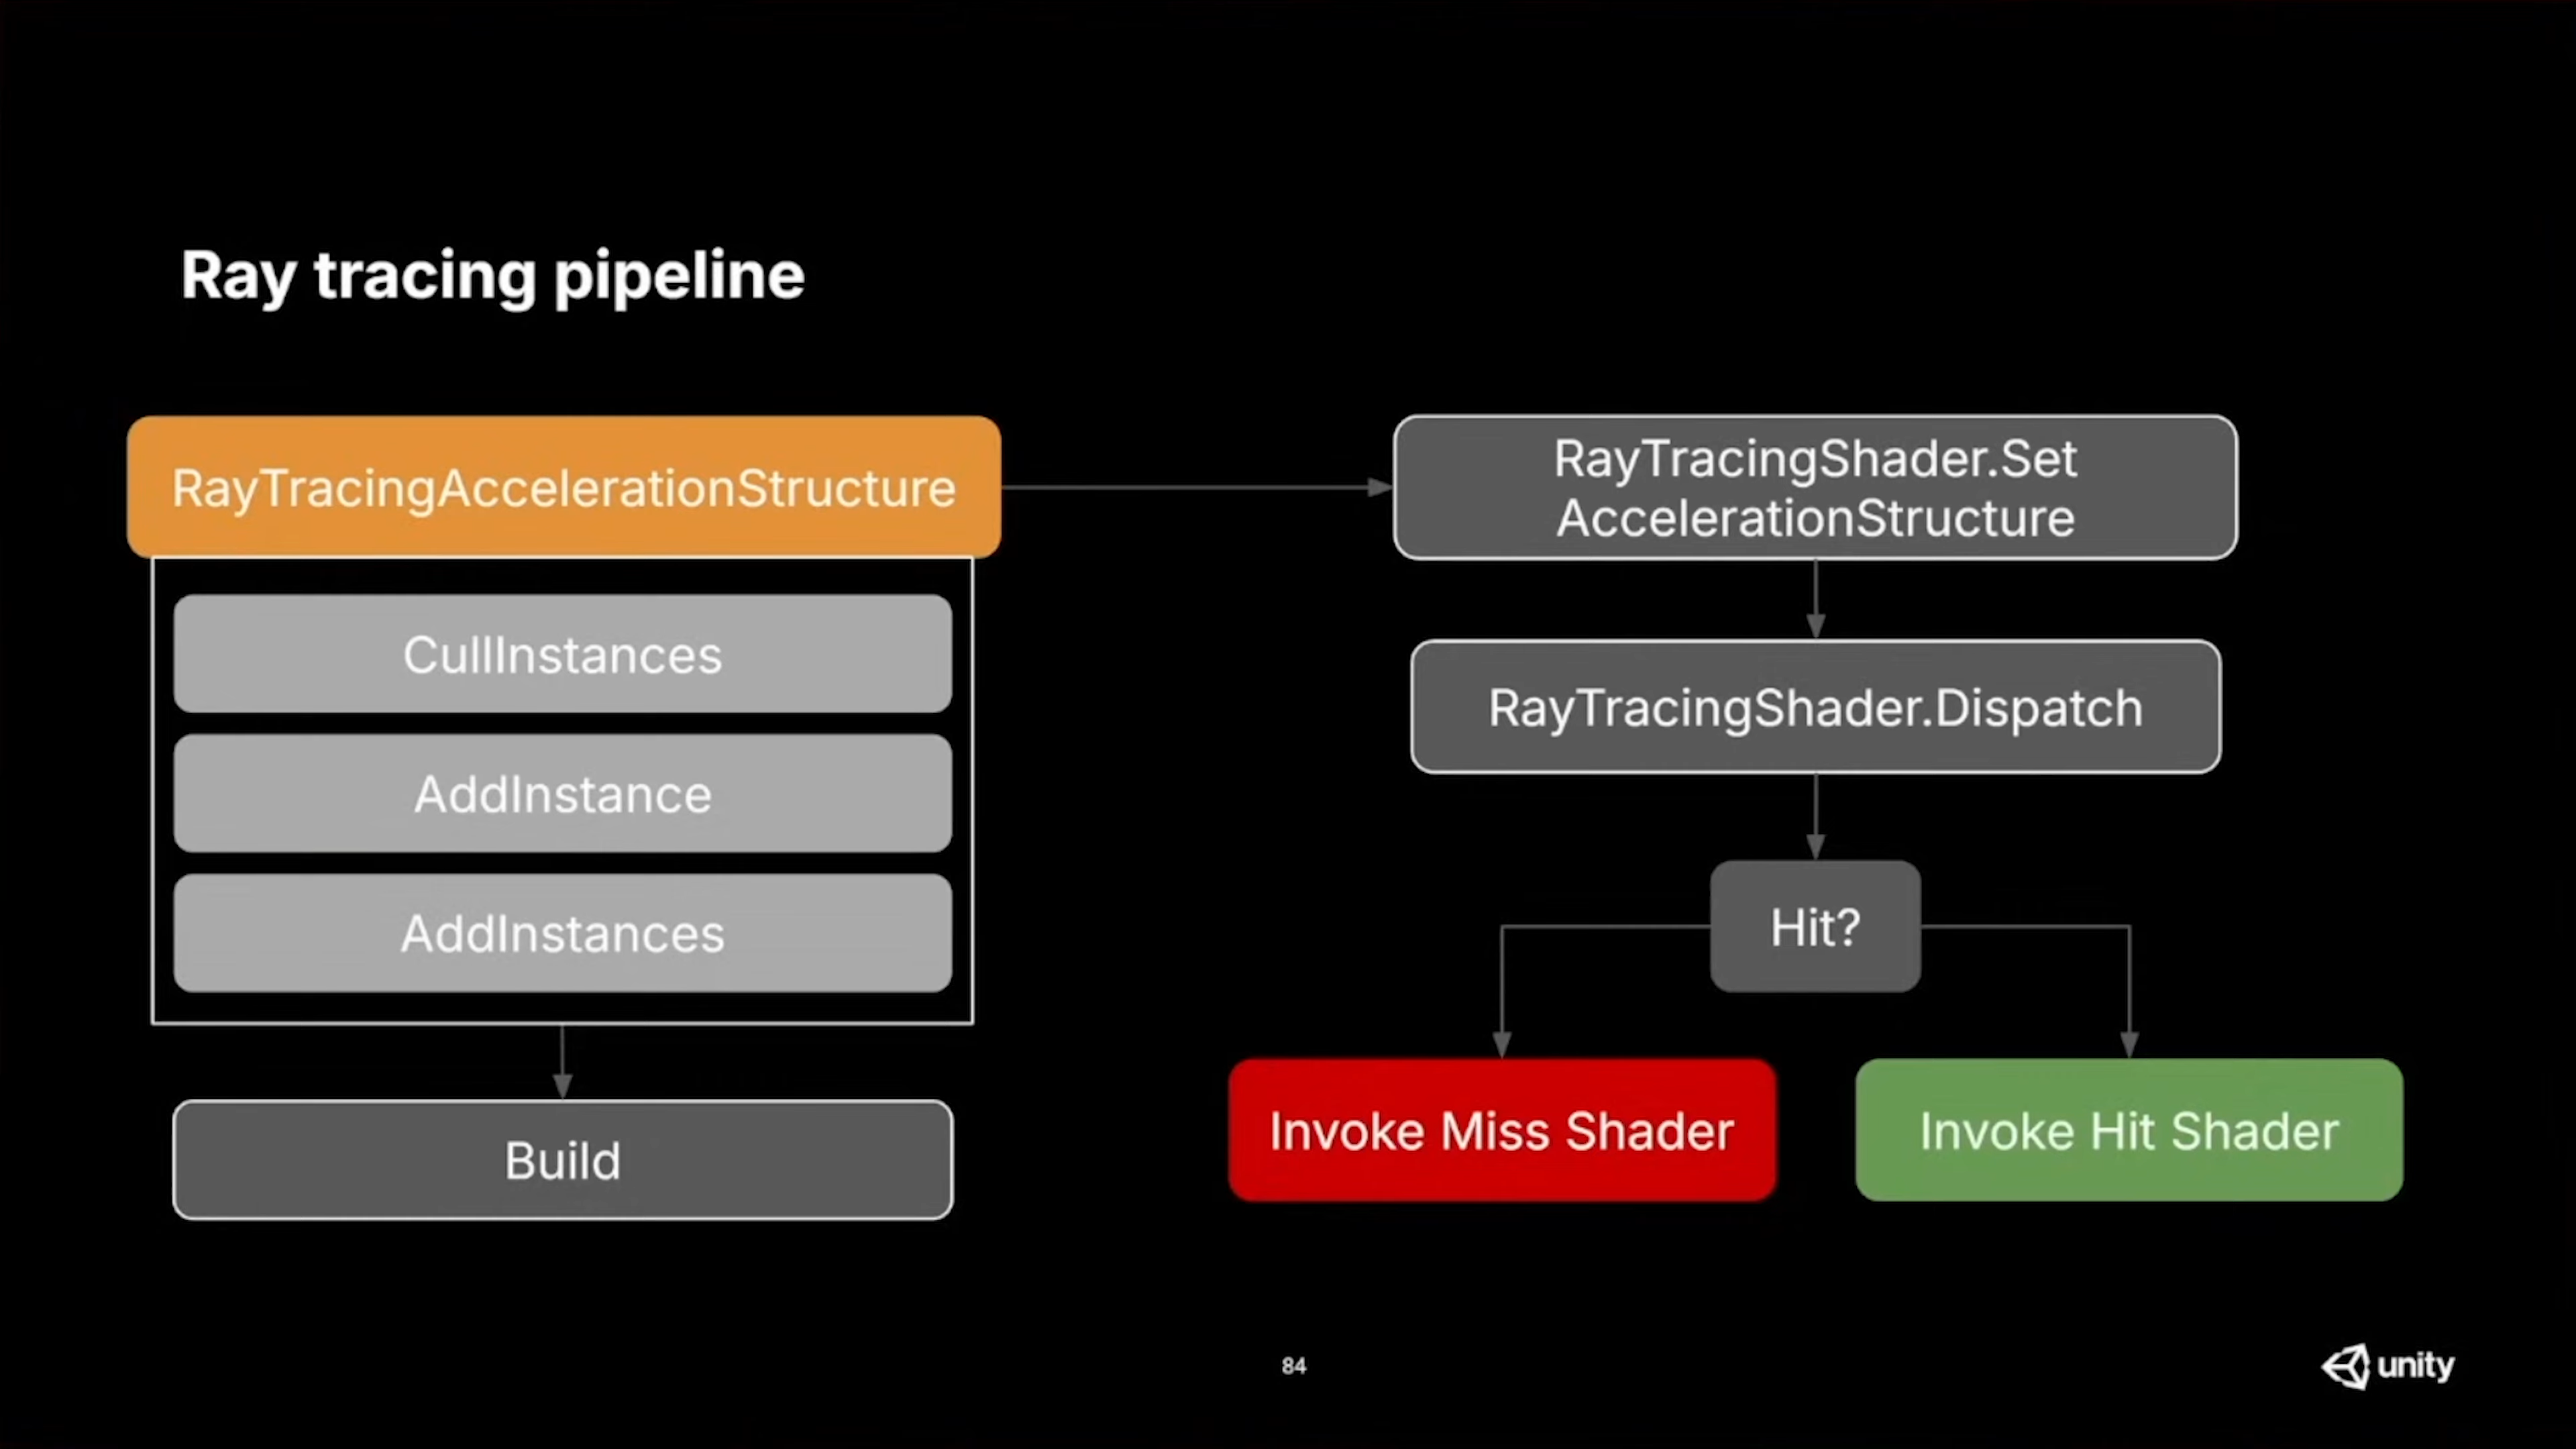 Ray tracing pipeline
RayTracingAccelerationStructure
CullInstances
AddInstance
AddInstances
Build
RayTracingShader.Set
AccelerationStructure
RayTracingShader.Dispatch
Hit?
Invoke Miss Shader
Invoke Hit Shader
84
unity